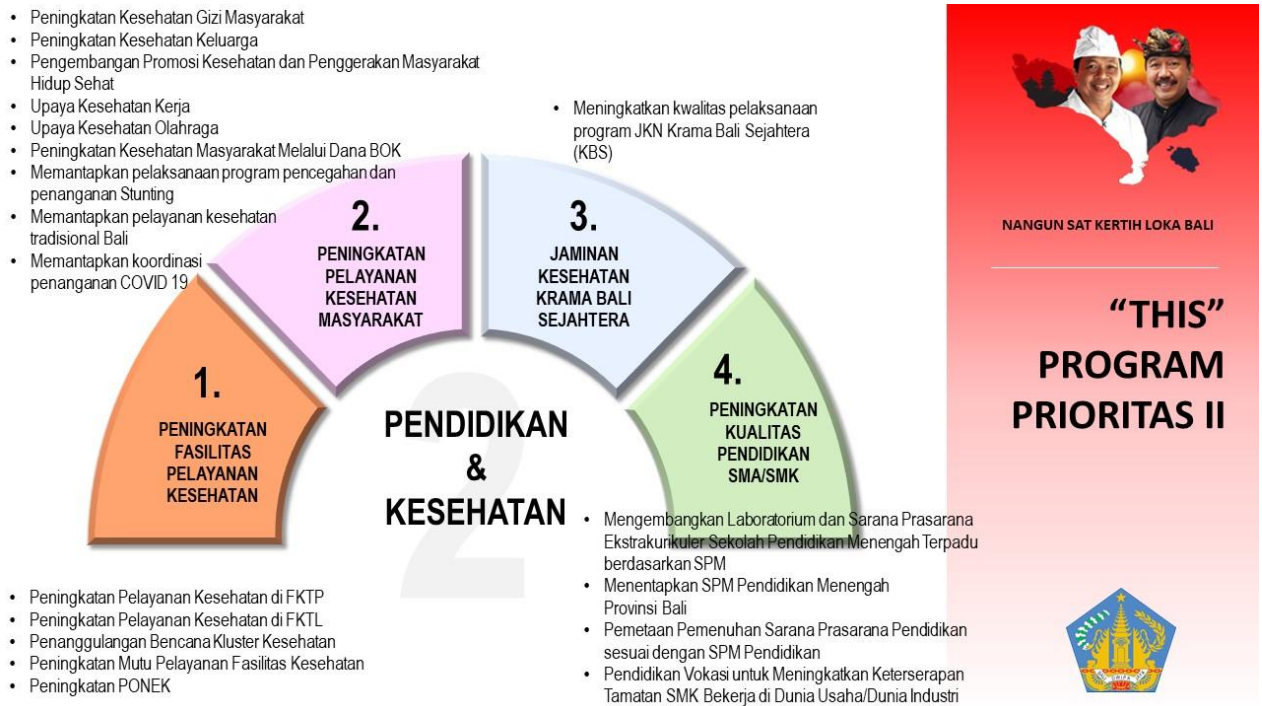 • Peningkatan Kesehatan Gizi Masyarakat
• Peningkatan Kesehatan Keluarga
• Pengembangan Promosi Kesehatan dan Penggerakan Masyarakat
Hidup Sehat
• Upaya Kesehatan Kerja
• Upaya Kesehatan Olahraga
• Peningkatan Kesehatan Masyarakat Melalui Dana BOK
• Memantapkan pelaksanaan program pencegahan dan
penanganan Stunting
• Memantapkan pelayanan kesehatan
tradisional Bali
• Memantapkan koordinasi
penanganan COVID 19
• Meningkatkan kwalitas pelaksanaan
program JKN Krama Bali Sejahtera
(KBS)
1.
PENINGKATAN
FASILITAS
PELAYANAN
KESEHATAN
2.
PENINGKATAN
PELAYANAN
KESEHATAN
MASYARAKAT
3.
JAMINAN
KESEHATAN
KRAMA BALI
SEJAHTERA
4.
PENINGKATAN
KUALITAS
PENDIDIKAN
SMA/SMK
2
PENDIDIKAN
&
KESEHATAN
• Peningkatan Pelayanan Kesehatan di FKTP
• Peningkatan Pelayanan Kesehatan di FKTL
• Penanggulangan Bencana Kluster Kesehatan
• Peningkatan Mutu Pelayanan Fasilitas Kesehatan
• Peningkatan PONEK
• Mengembangkan Laboratorium dan Sarana Prasarana
Ekstrakurikuler Sekolah Pendidikan Menengah Terpadu
berdasarkan SPM
• Menentapkan SPM Pendidikan Menengah
Provinsi Bali
• Pemetaan Pemenuhan Sarana Prasarana Pendidikan
sesuai dengan SPM Pendidikan
• Pendidikan Vokasi untuk Meningkatkan Keterserapan
Tamatan SMK Bekerja di Dunia Usaha/Dunia Industri
NANGUN SAT KERTIH LOKA BALI
“THIS”
PROGRAM
PRIORITAS II